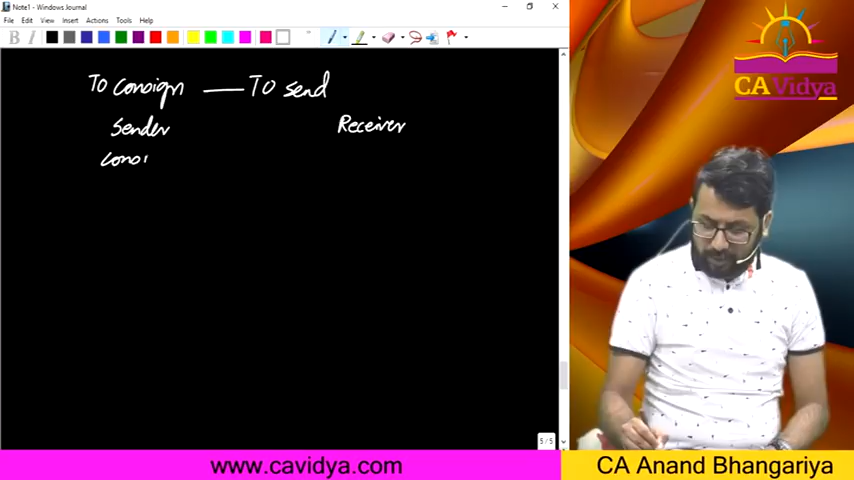 Note1 - Windows Journal
File Edit View Insert Actions Tools Help
B I
To Consign — To send
Sender Receiver
Consi
5/5
CA Vidya
www.cavidya.com
CA Anand Bhangariya